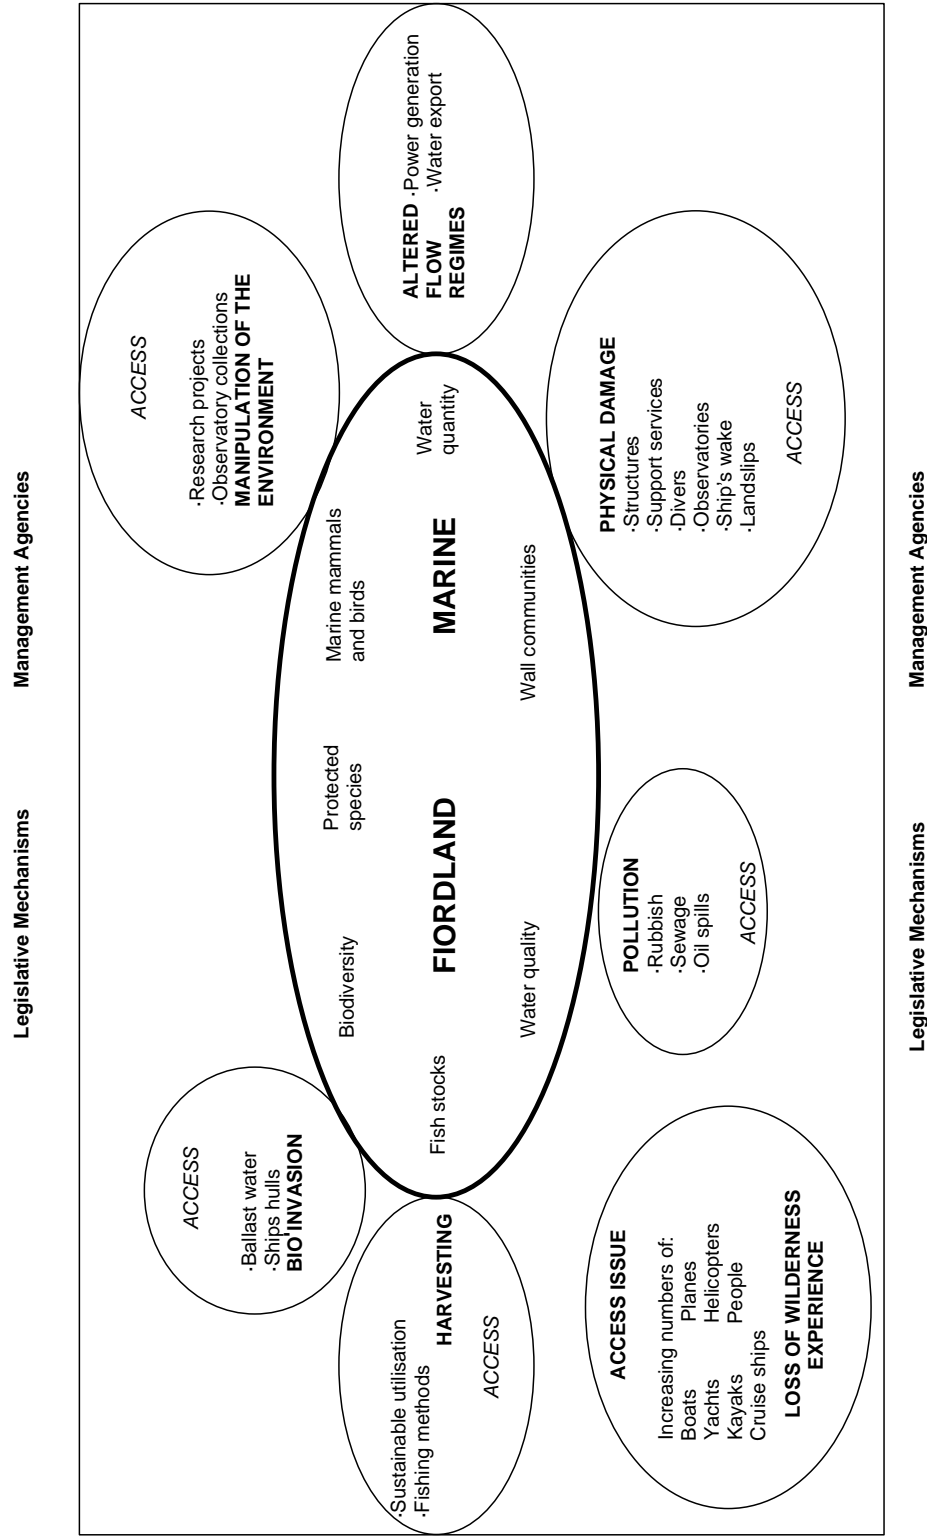 Legislative Mechanisms
Management Agencies
ACCESS
·Ballast water
·Ships hulls
BIO'INVASION
ACCESS
·Research projects
·Observatory collections
MANIPULATION OF THE
ENVIRONMENT
·Sustainable utilisation
·Fishing methods
HARVESTING
ACCESS
Biodiversity
Protected
species
Marine mammals
and birds
Fish stocks
FIORDLAND
MARINE
Water
quantity
Water quality
Wall communities
ALTERED ·Power generation
FLOW ·Water export
REGIMES
ACCESS ISSUE
Increasing numbers of:
Boats Planes
Yachts Helicopters
Kayaks People
Cruise ships
LOSS OF WILDERNESS
EXPERIENCE
POLLUTION
·Rubbish
·Sewage
·Oil spills
ACCESS
PHYSICAL DAMAGE
·Structures
·Support services
·Divers
·Observatories
·Ship's wake
·Landslips
ACCESS
Legislative Mechanisms
Management Agencies